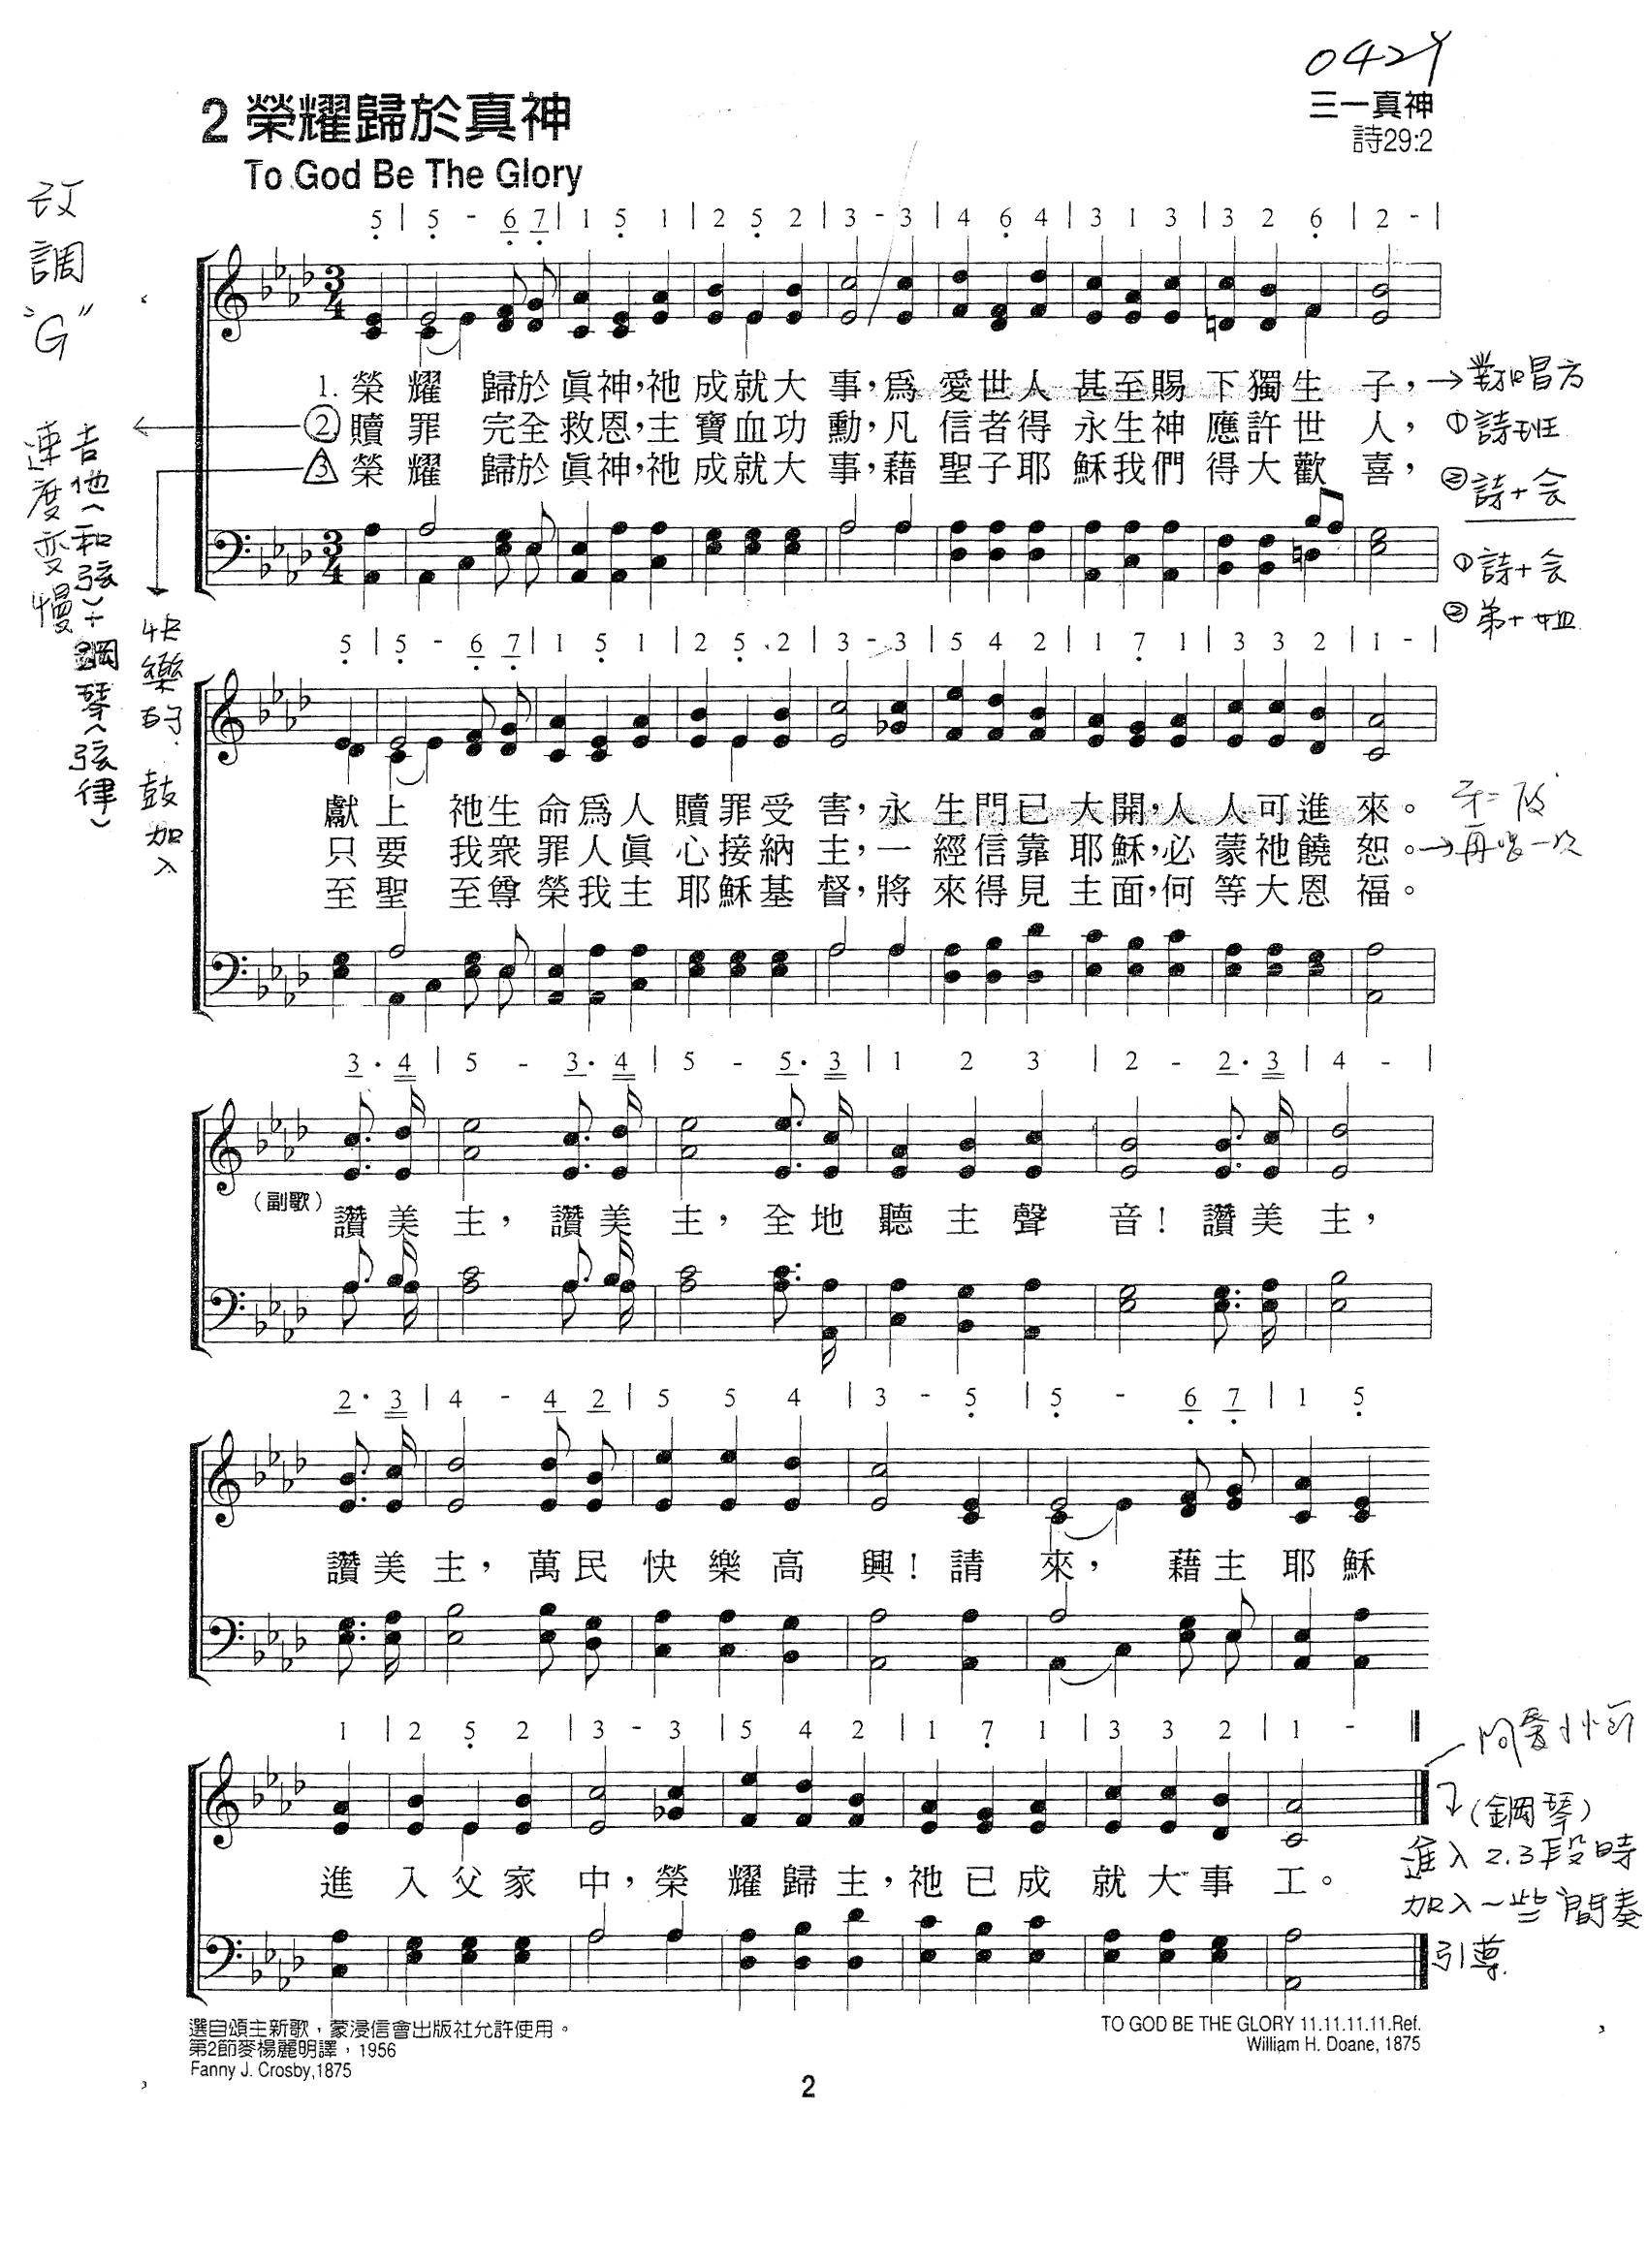 0424
三一真神
詩29:2
2 榮耀歸於真神
To God Be The Glory
改調"G"
5 | 5 - 6 7 | 1 5 1 | 2 5 2 | 3 - 3 | 4 6 4 | 3 1 3 | 3 2 6 | 2 - |
1. 榮耀歸於眞神,祂成就大事,爲愛世人甚至賜下獨生子,
② 贖罪完全救恩,主寶血功勳,凡信者得永生神應許世人,
③ 榮耀歸於眞神,祂成就大事,藉聖子耶穌我們得大歡喜,
→對唱方
①詩班
②詩+会
①詩+会
②弟+姐
吉他(和弦)+鋼琴(弦律)
速度变慢
快樂的.鼓加入
5 | 5 - 6 7 | 1 5 1 | 2 5 2 | 3 - 3 | 5 4 2 | 1 7 1 | 3 3 2 | 1 - |
獻上祂生命爲人贖罪受害,永生門已大開,人人可進來。
只要我衆罪人眞心接納主,一經信靠耶穌,必蒙祂饒恕。
→再唱一次
至聖至尊榮我主耶穌基督,將來得見主面,何等大恩福。
3 · 4 | 5 - 3 · 4 | 5 - 5 · 3 | 1 2 3 | 2 - 2 · 3 | 4 - |
(副歌) 讚美主,讚美主,全地聽主聲音!讚美主,
2 · 3 | 4 - 4 2 | 5 5 4 | 3 - 5 | 5 - 6 7 | 1 5
讚美主,萬民快樂高興!請來,藉主耶穌
1 | 2 5 2 | 3 - 3 | 5 4 2 | 1 7 1 | 3 3 2 | 1 - ‖
進入父家中,榮耀歸主,祂已成就大事工。
(鋼琴)
進入2.3段時
加入一些間奏
引導.
選自頌主新歌,蒙浸信會出版社允許使用。
第2節麥楊麗明譯,1956
Fanny J. Crosby,1875
TO GOD BE THE GLORY 11.11.11.11.Ref.
William H. Doane, 1875
2